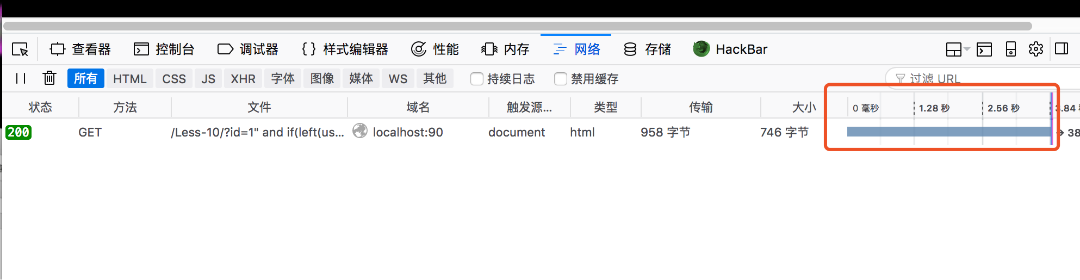 查看器 控制台 调试器 {} 样式编辑器 性能 内存 网络 存储 HackBar
所有 HTML CSS JS XHR 字体 图像 媒体 WS 其他 持续日志 禁用缓存 过滤 URL
状态 方法 文件 域名 触发源... 类型 传输 大小 0 毫秒 1.28 秒 2.56 秒 3.84
200 GET /Less-10/?id=1" and if(left(us... localhost:90 document html 958 字节 746 字节 → 38